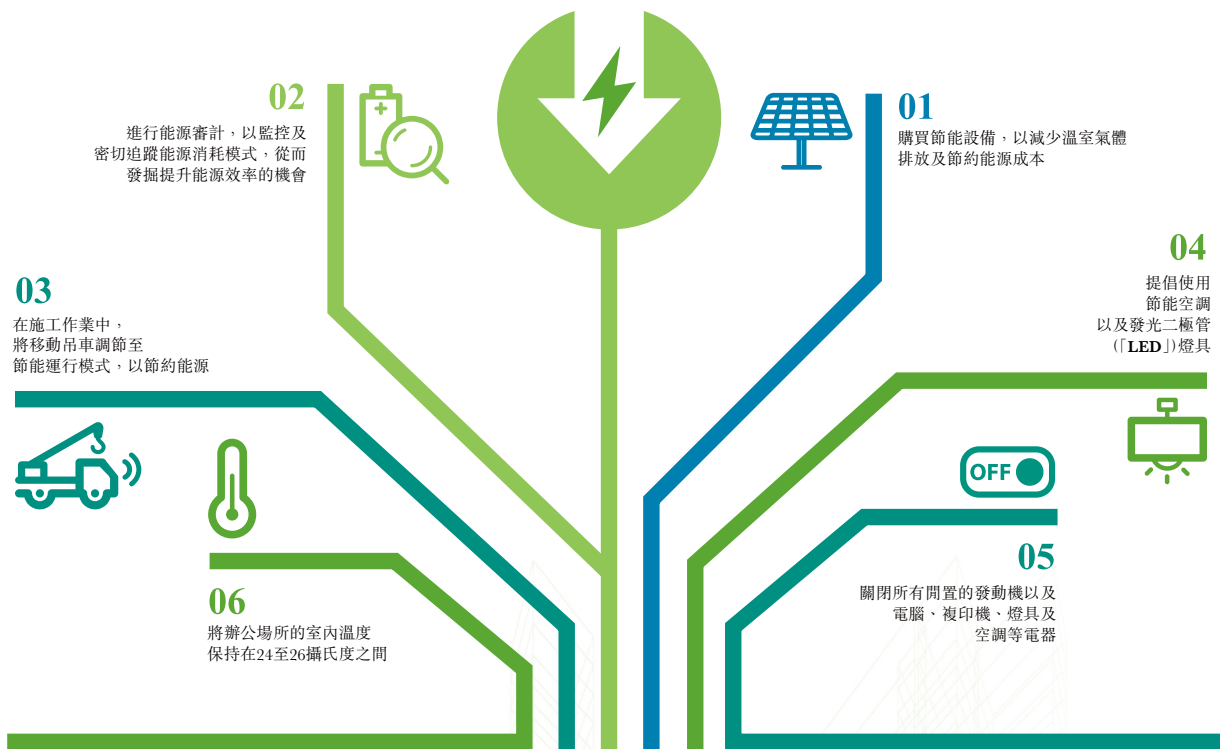 01
購買節能設備，以減少溫室氣體
排放及節約能源成本
02
進行能源審計，以監控及
密切追蹤能源消耗模式，從而
發掘提升能源效率的機會
03
在施工作業中，
將移動吊車調節至
節能運行模式，以節約能源
04
提倡使用
節能空調
以及發光二極管
(「LED」)燈具
OFF
05
關閉所有閒置的發動機以及
電腦、複印機、燈具及
空調等電器
06
將辦公場所的室內溫度
保持在24至26攝氏度之間